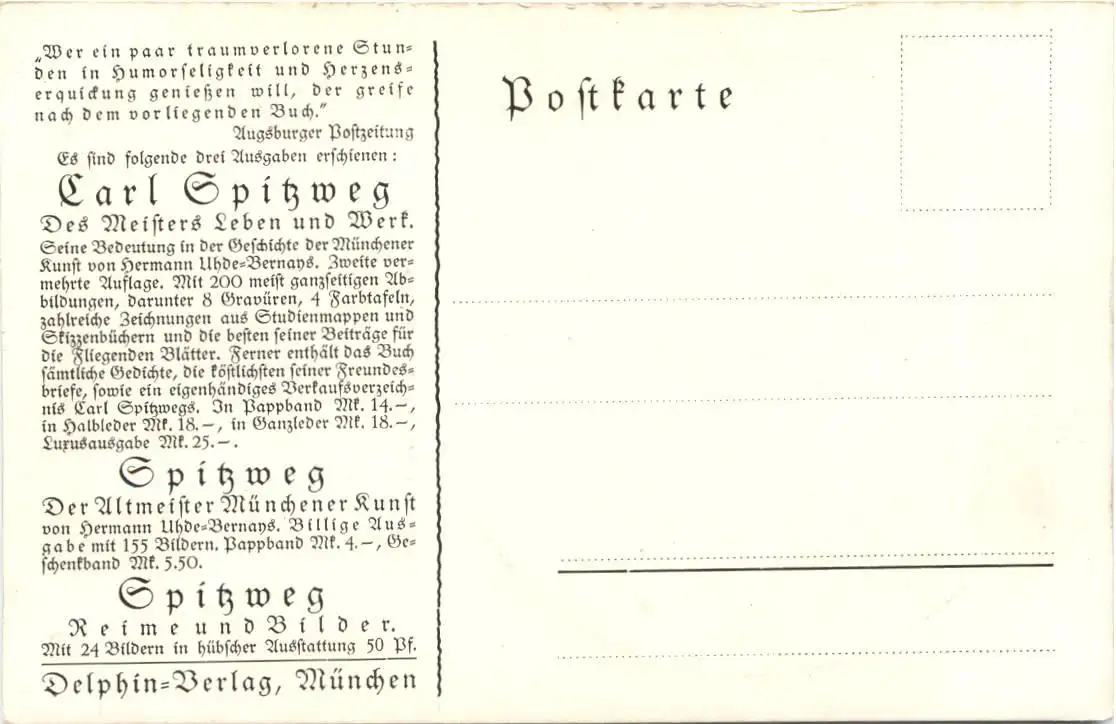 „Wer ein paar traumverlorene Stun=
den in Humorseligkeit und Herzens=
erquickung genießen will, der greife
nach dem vorliegenden Buch.“
Augsburger Postzeitung
Es sind folgende drei Ausgaben erschienen:
Carl Spitzweg
Des Meisters Leben und Werk.
Seine Bedeutung in der Geschichte der Münchener
Kunst von Hermann Uhde=Bernays. Zweite ver=
mehrte Auflage. Mit 200 meist ganzseitigen Ab=
bildungen, darunter 8 Gravüren, 4 Farbtafeln,
zahlreiche Zeichnungen aus Studienmappen und
Skizzenbüchern und die besten seiner Beiträge für
die Fliegenden Blätter. Ferner enthält das Buch
sämtliche Gedichte, die köstlichsten seiner Freundes=
briefe, sowie ein eigenhändiges Verkaufsverzeich=
nis Carl Spitzwegs. In Pappband Mk. 14.–,
in Halbleder Mk. 18.–, in Ganzleder Mk. 18.–,
Luxusausgabe Mk. 25.–.
Spitzweg
Der Altmeister Münchener Kunst
von Hermann Uhde=Bernays. Billige Aus=
gabe mit 155 Bildern. Pappband Mk. 4.–, Ge=
schenkband Mk. 5.50.
Spitzweg
Reime und Bilder.
Mit 24 Bildern in hübscher Ausstattung 50 Pf.
Delphin=Verlag, München
Postkarte